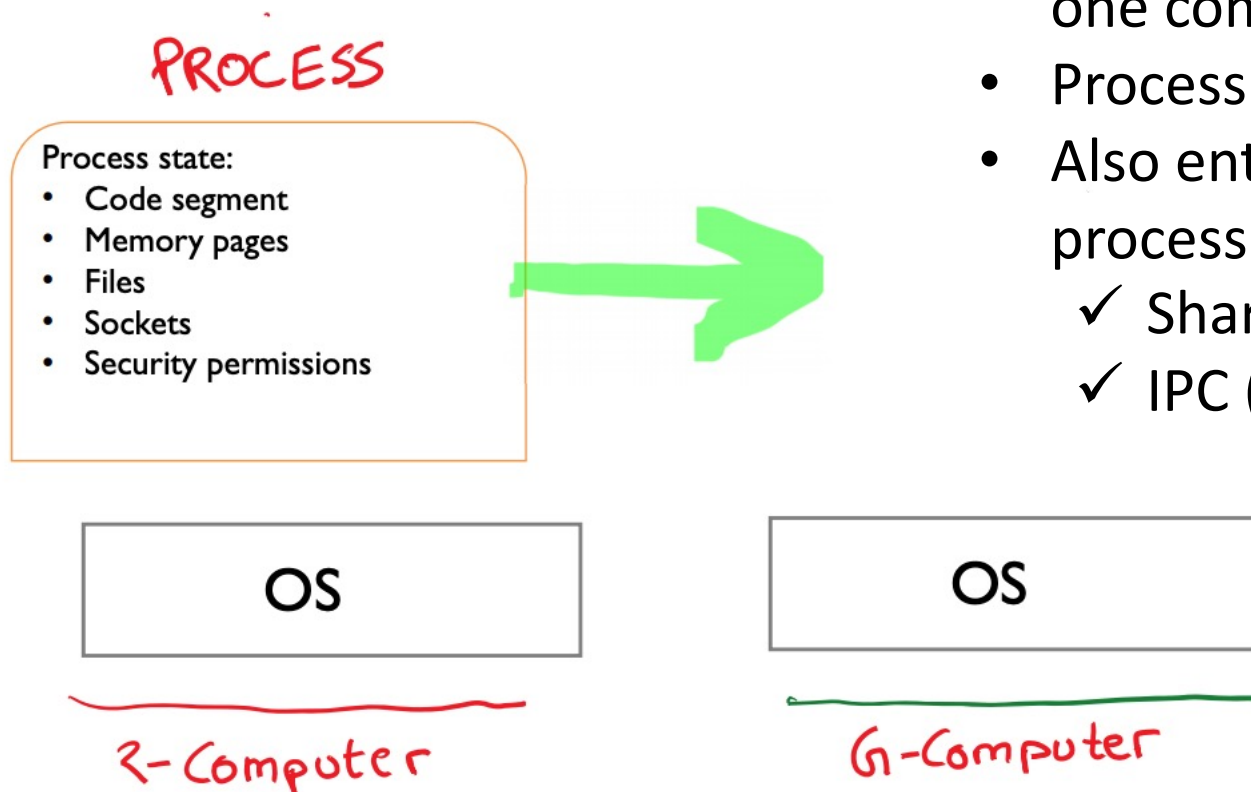 PROCESS
Process state:
• Code segment
• Memory pages
• Files
• Sockets
• Security permissions
OS
R-Computer
one com
• Process
• Also ent
process
✓ Shar
✓ IPC (
OS
G-Computer